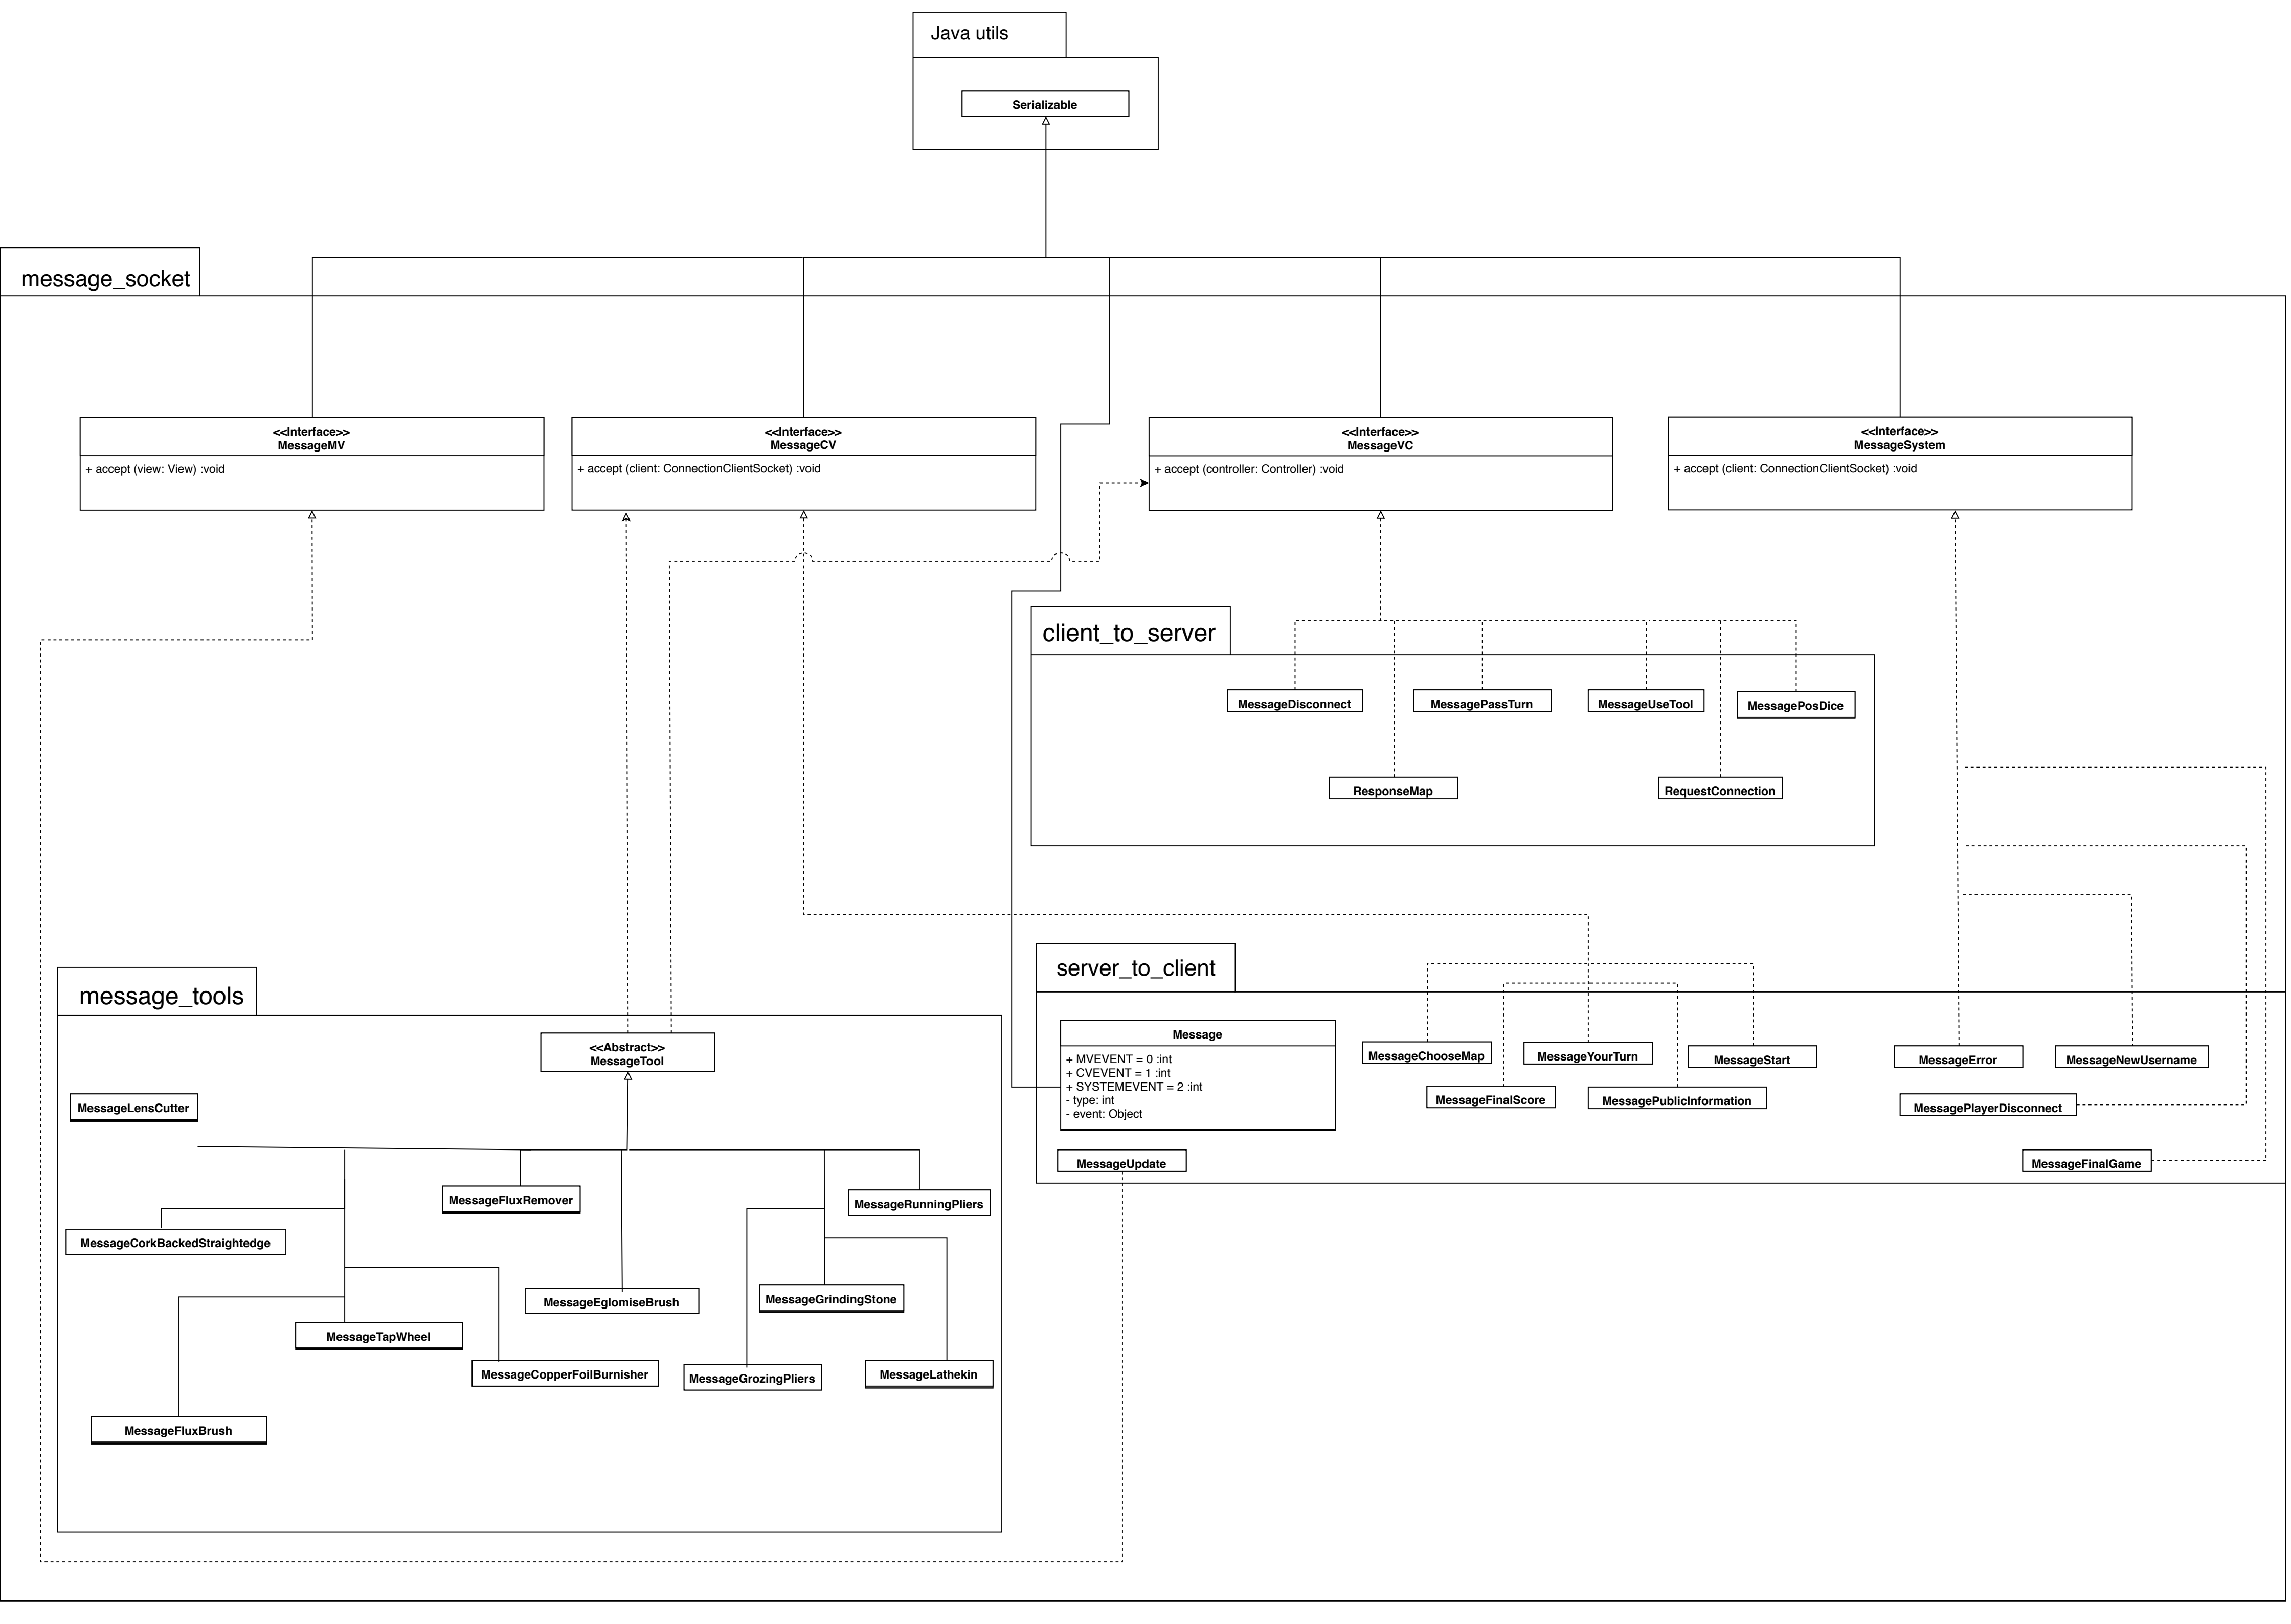 Java utils
Serializable
message_socket
<<Interface>>
MessageMV
+ accept (view: View) :void
<<Interface>>
MessageCV
+ accept (client: ConnectionClientSocket) :void
<<Interface>>
MessageVC
+ accept (controller: Controller) :void
<<Interface>>
MessageSystem
+ accept (client: ConnectionClientSocket) :void
client_to_server
MessageDisconnect
MessagePassTurn
MessageUseTool
MessagePosDice
ResponseMap
RequestConnection
server_to_client
Message
+ MVEVENT = 0 :int
+ CVEVENT = 1 :int
+ SYSTEMEVENT = 2 :int
- type: int
- event: Object
MessageChooseMap
MessageYourTurn
MessageStart
MessageError
MessageNewUsername
MessageFinalScore
MessagePublicInformation
MessagePlayerDisconnect
MessageUpdate
MessageFinalGame
message_tools
<<Abstract>>
MessageTool
MessageLensCutter
MessageFluxRemover
MessageRunningPliers
MessageCorkBackedStraightedge
MessageEglomiseBrush
MessageGrindingStone
MessageTapWheel
MessageCopperFoilBurnisher
MessageGrozingPliers
MessageLathekin
MessageFluxBrush